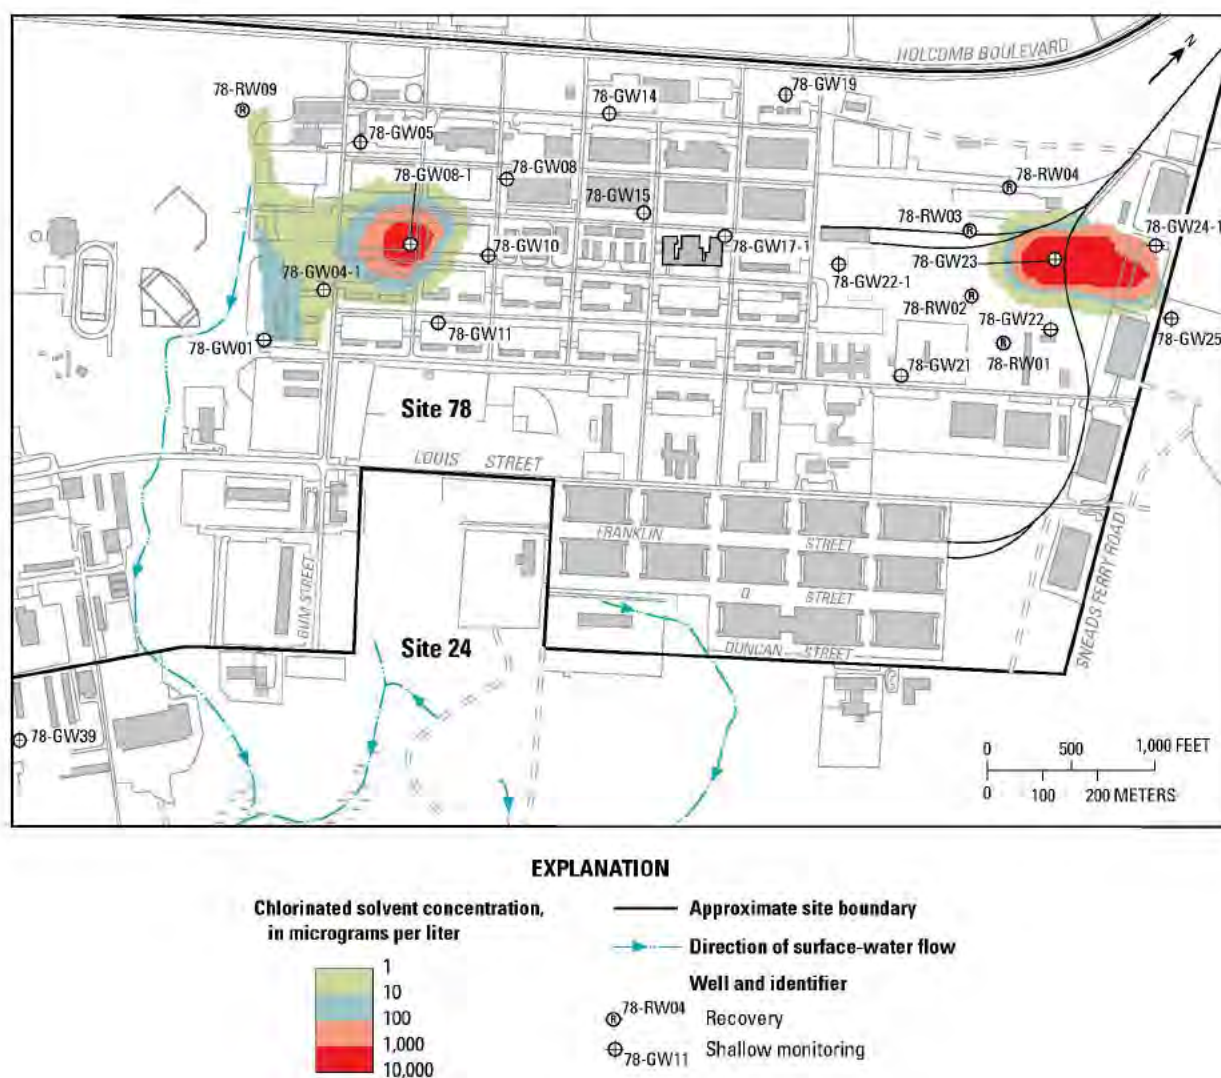 HOLCOMB BOULEVARD
N
78-RW09
78-GW14
78-GW19
78-GW05
78-GW08-1
78-GW08
78-GW15
78-RW04
78-RW03
78-GW24-1
78-GW10
78-GW17-1
78-GW23
78-GW04-1
78-GW22-1
78-RW02
78-GW22
78-GW11
78-GW01
78-GW21
78-RW01
78-GW25
Site 78
LOUIS STREET
FRANKLIN STREET
STREET
GUM STREET
DUNCAN STREET
SNEADS FERRY ROAD
Site 24
78-GW39
0 500 1,000 FEET
0 100 200 METERS
EXPLANATION
Chlorinated solvent concentration,
in micrograms per liter
1
10
100
1,000
10,000
Approximate site boundary
Direction of surface-water flow
Well and identifier
78-RW04 Recovery
78-GW11 Shallow monitoring